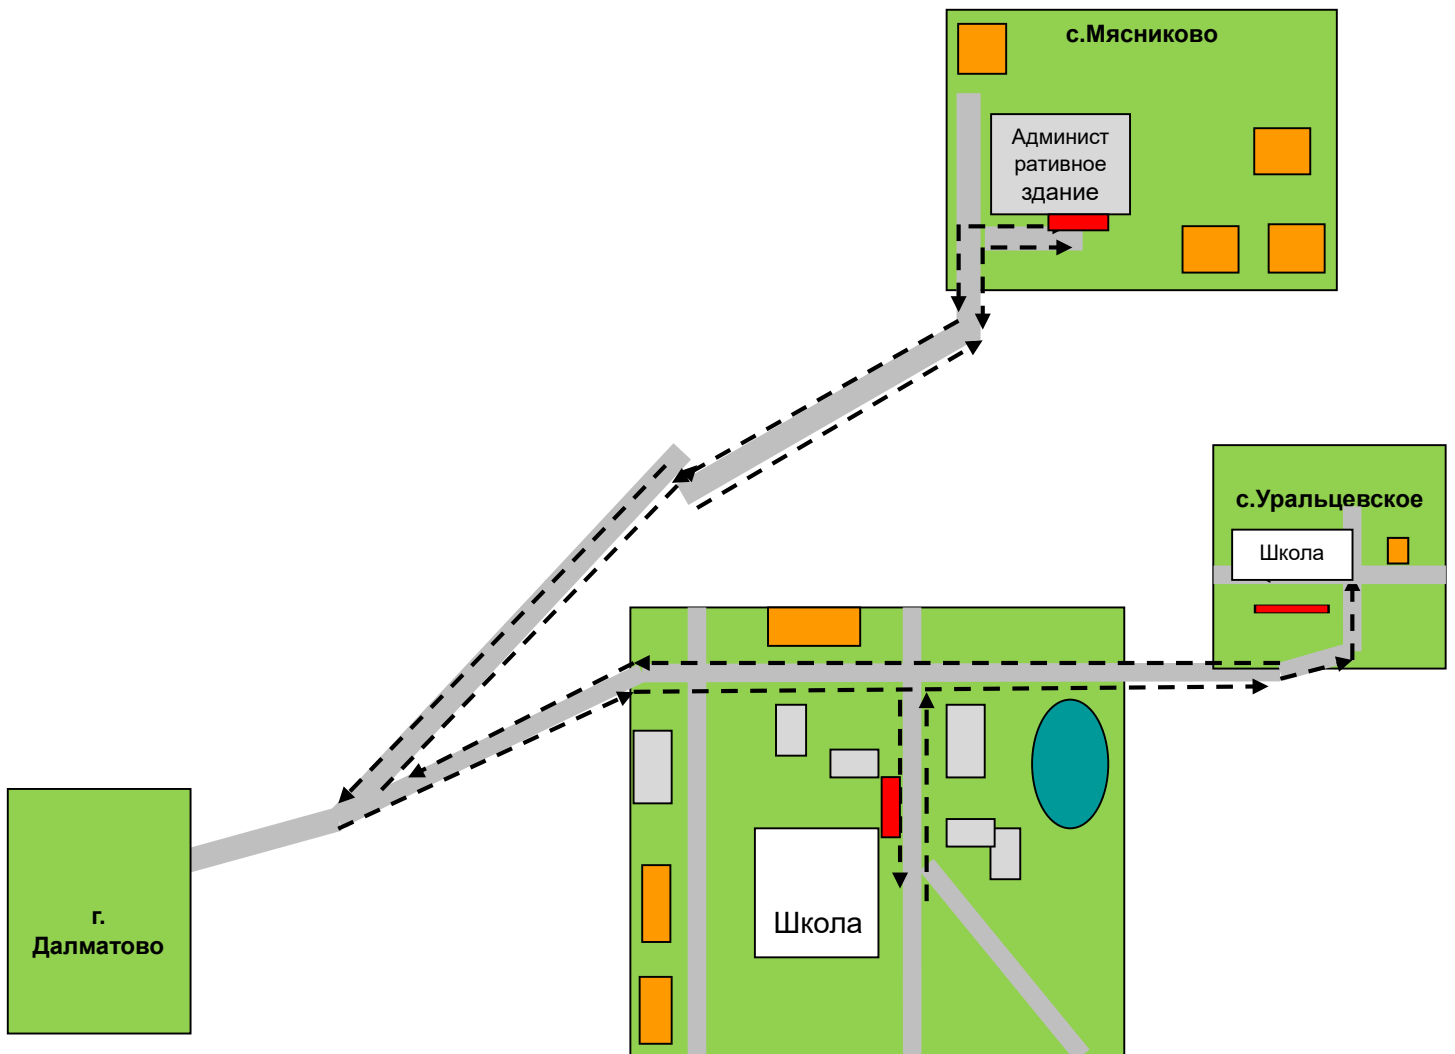 с.Мясниково
Админист
ративное
здание
с.Уральцевское
Школа
г.
Далматово
Школа